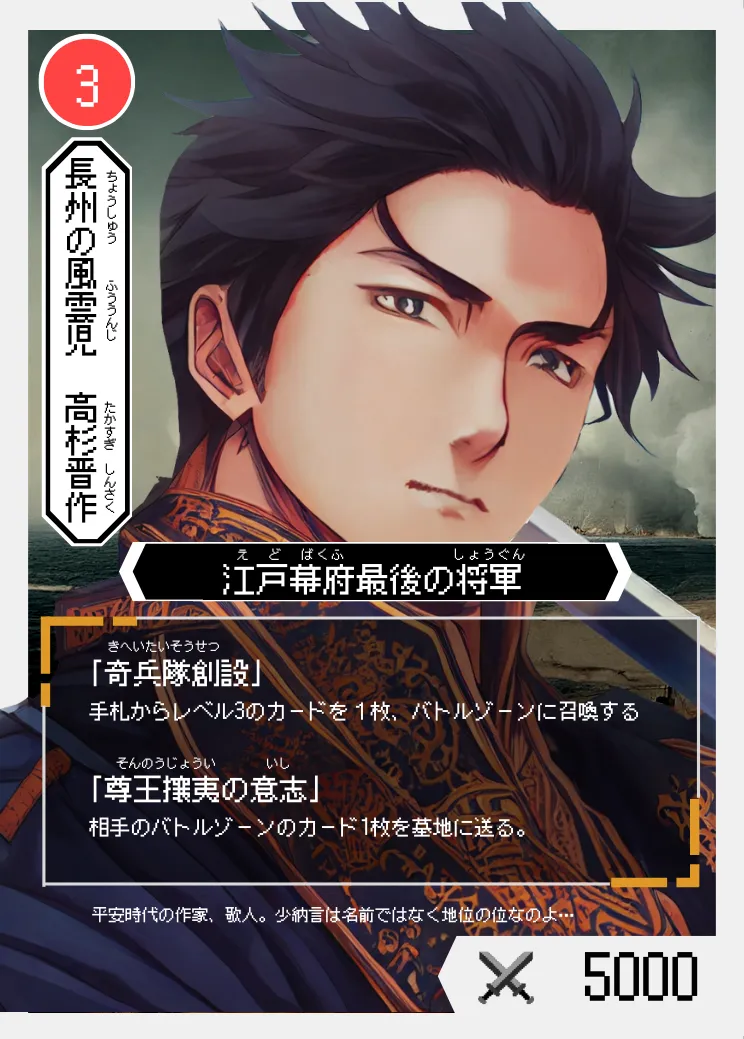 3
ちょうしゅう ふううんじ
長州の風雲児
たかすぎ しんさく
高杉晋作
え ど ばくふ しょうぐん
江戸幕府最後の将軍
きへいたいそうせつ
「奇兵隊創設」
手札からレベル3のカードを1枚、バトルゾーンに召喚する
そんのうじょうい いし
「尊王攘夷の意志」
相手のバトルゾーンのカード1枚を墓地に送る。
平安時代の作家、歌人。少納言は名前ではなく地位の位なのよ…
5000